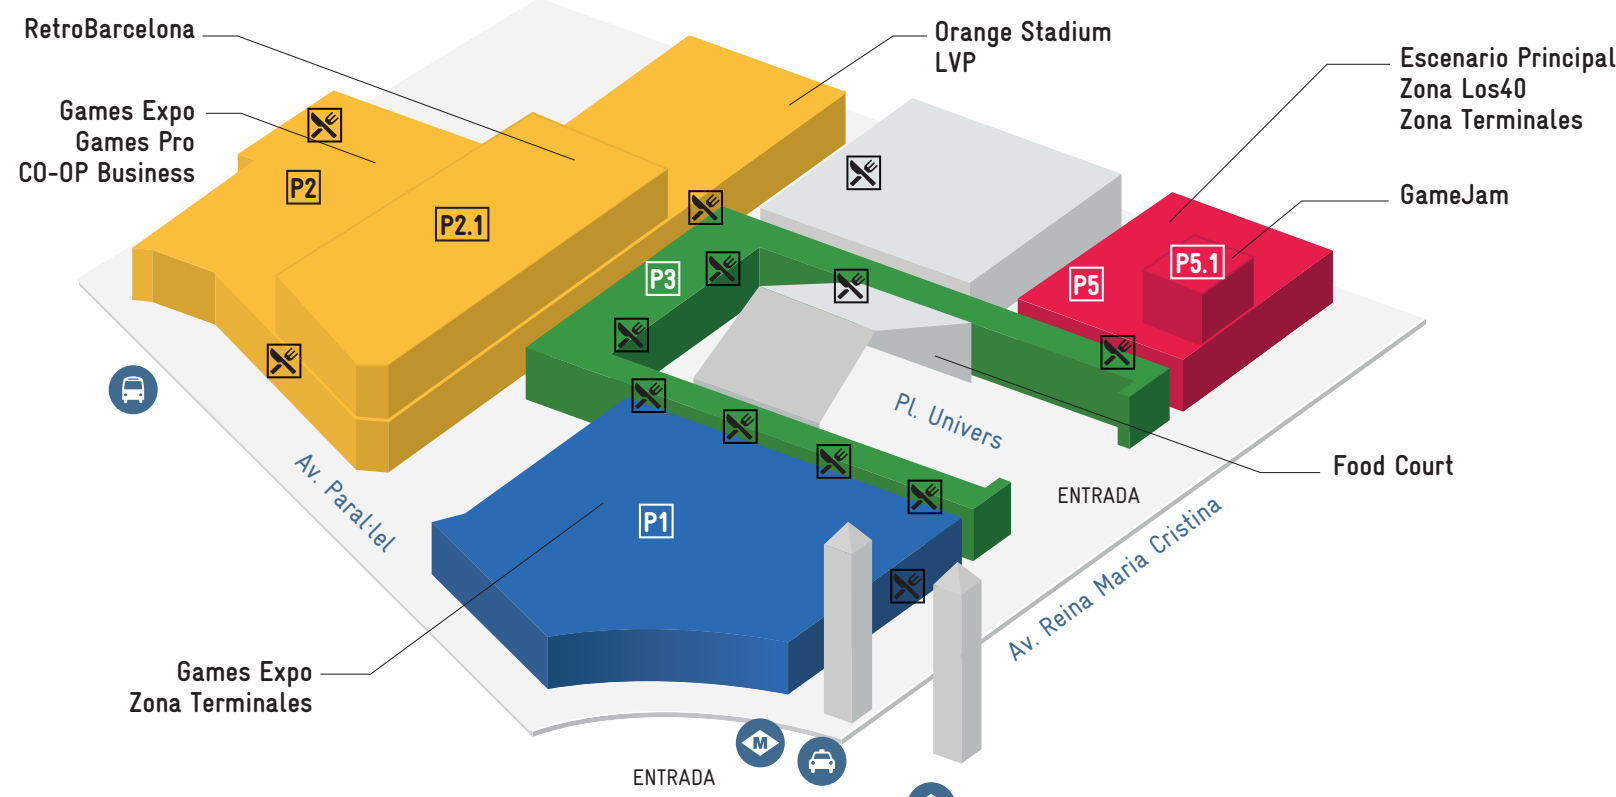 RetroBarcelona
Orange Stadium
LVP
Escenario Principal
Zona Los40
Zona Terminales
Games Expo
Games Pro
CO-OP Business
P2
P2.1
GameJam
P5.1
P5
P3
Pl. Univers
Food Court
ENTRADA
Av. Paral·lel
Av. Reina Maria Cristina
P1
Games Expo
Zona Terminales
M
ENTRADA